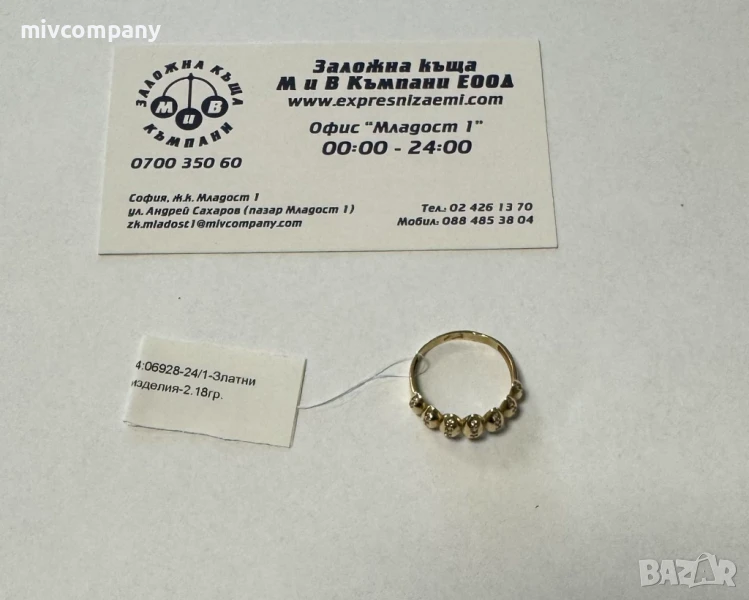 mivcompany
ЗАЛОЖНА КЪЩА
М и В
КЪМПАНИ
0700 350 60
Заложна къща
М и В Къмпани ЕООД
www.expresnizaemi.com
Офис "Младост 1"
00:00 - 24:00
София, ж.к. Младост 1
ул. Андрей Сахаров (пазар Младост 1)
zk.mladost1@mivcompany.com
Тел.: 02 426 13 70
Мобил: 088 485 38 04
4:06928-24/1-Златни
изделия-2.18гр.
BAZAR